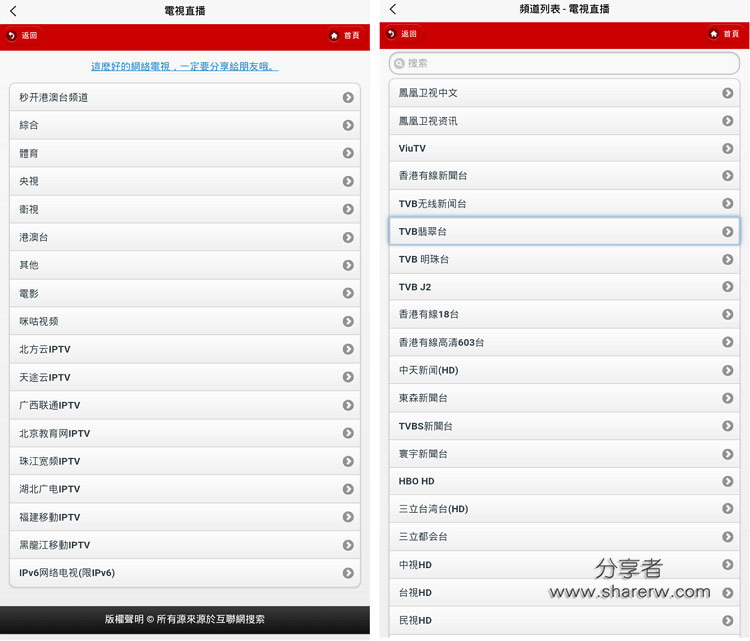 電視直播
返回
首頁
這麼好的網絡電視，一定要分享給朋友哦。
秒开港澳台頻道
綜合
體育
央視
衛視
港澳台
其他
電影
咪咕视频
北方云IPTV
天途云IPTV
广西联通IPTV
北京教育网IPTV
珠江宽频IPTV
湖北广电IPTV
福建移動IPTV
黑龍江移動IPTV
IPv6网络电视(限IPv6)
版權聲明 © 所有源來源於互聯網搜索
頻道列表 - 電視直播
返回
首頁
搜索
鳳凰卫视中文
鳳凰卫视资讯
ViuTV
香港有線新聞台
TVB无线新闻台
TVB翡翠台
TVB 明珠台
TVB J2
香港有線18台
香港有線高清603台
中天新闻(HD)
東森新聞台
TVBS新聞台
寰宇新聞台
HBO HD
三立台湾台(HD)
三立都会台
中視HD
台視HD
民視HD
分享者
www.sharerw.com